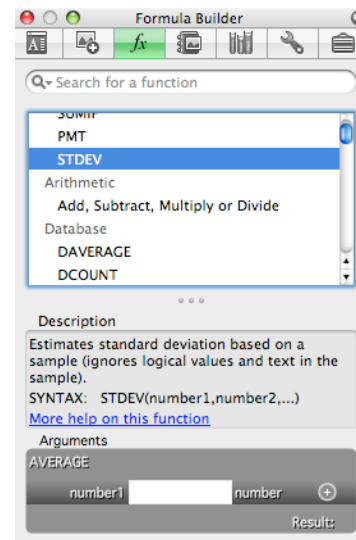 Formula Builder
A
fx
Search for a function
SUMIF
PMT
STDEV
Arithmetic
Add, Subtract, Multiply or Divide
Database
DAVERAGE
DCOUNT
Description
Estimates standard deviation based on a
sample (ignores logical values and text in the
sample).
SYNTAX: STDEV(number1,number2,...)
More help on this function
Arguments
AVERAGE
number1 number
Result: